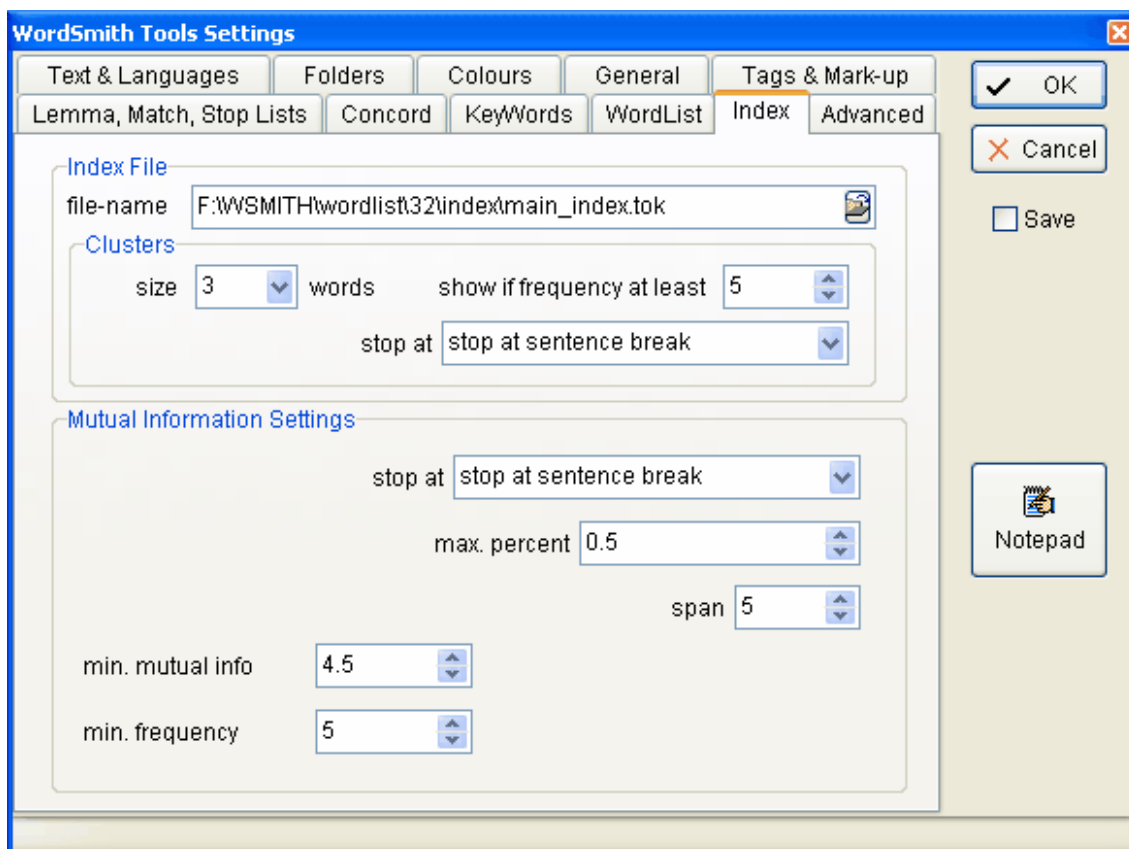 WordSmith Tools Settings
Text & Languages Folders Colours General Tags & Mark-up
Lemma, Match, Stop Lists Concord KeyWords WordList Index Advanced
OK
Cancel
Save
Index File
file-name F:\WSMITH\wordlist\32\index\main_index.tok
Clusters
size 3 words show if frequency at least 5
stop at stop at sentence break
Mutual Information Settings
stop at stop at sentence break
max. percent 0.5
span 5
min. mutual info 4.5
min. frequency 5
Notepad